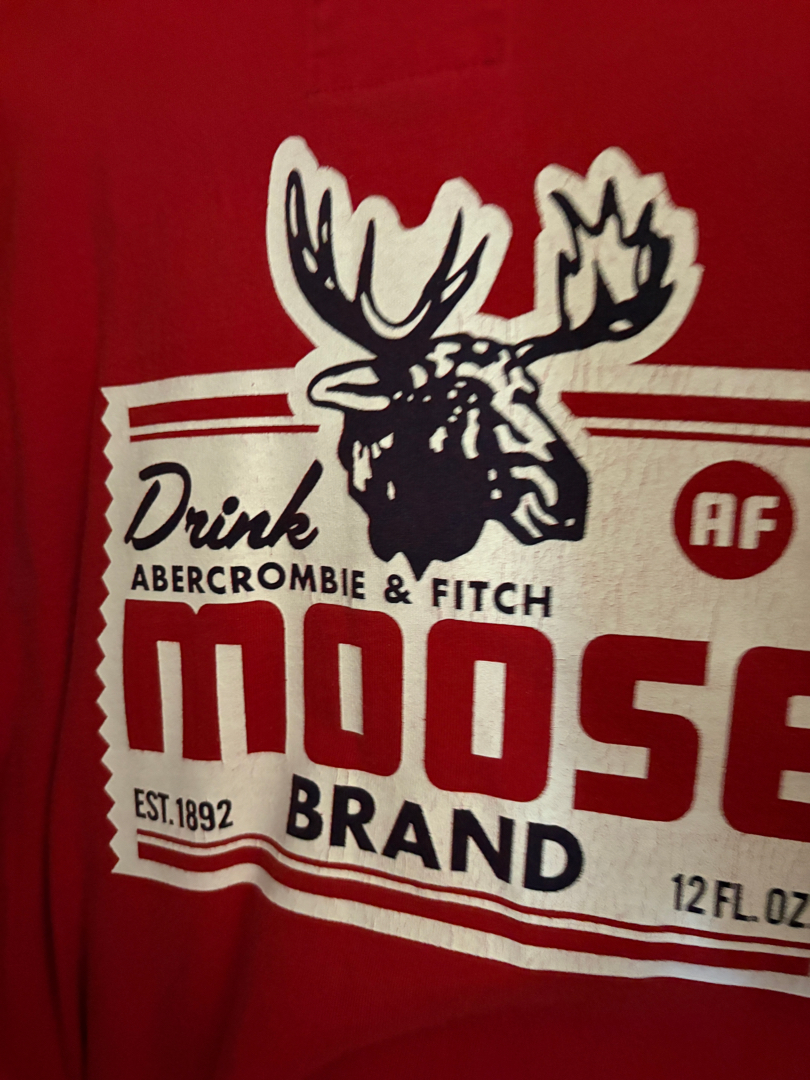 Drink
AF
ABERCROMBIE & FITCH
MOOSE
BRAND
EST.1892
12 FL. OZ.